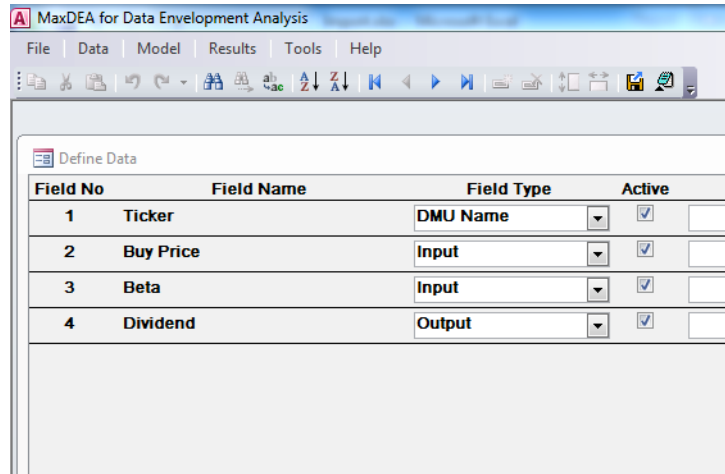 MaxDEA for Data Envelopment Analysis
File Data Model Results Tools Help
Define Data
Field No Field Name Field Type Active
1 Ticker DMU Name
2 Buy Price Input
3 Beta Input
4 Dividend Output